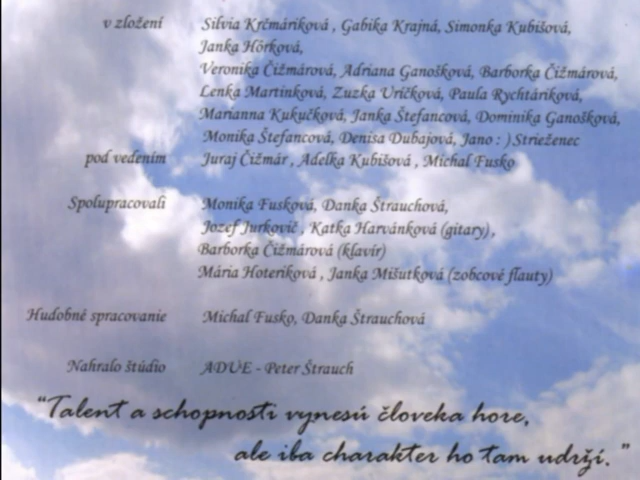 v zložení Silvia Krčmáriková , Gabika Krajná, Simonka Kubišová,
Janka Hörková,
Veronika Čižmárová, Adriana Ganošková, Barborka Čižmárová,
Lenka Martinková, Zuzka Uríčková, Paula Rychtáriková,
Marianna Kukučková, Janka Štefancová, Dominika Ganošková,
Monika Štefancová, Denisa Dubajová, Jano : ) Strieženec
pod vedením Juraj Čižmár , Adelka Kubišová , Michal Fusko
Spolupracovali Monika Fusková, Danka Štrauchová,
Jozef Jurkovič , Katka Harvánková (gitary) ,
Barborka Čižmárová (klavír)
Mária Hoteriková , Janka Mišutková (zobcové flauty)
Hudobné spracovanie Michal Fusko, Danka Štrauchová
Nahralo štúdio ADUE - Peter Štrauch
"Talent a schopnosti vynesú človeka hore,
ale iba charakter ho tam udrží. "